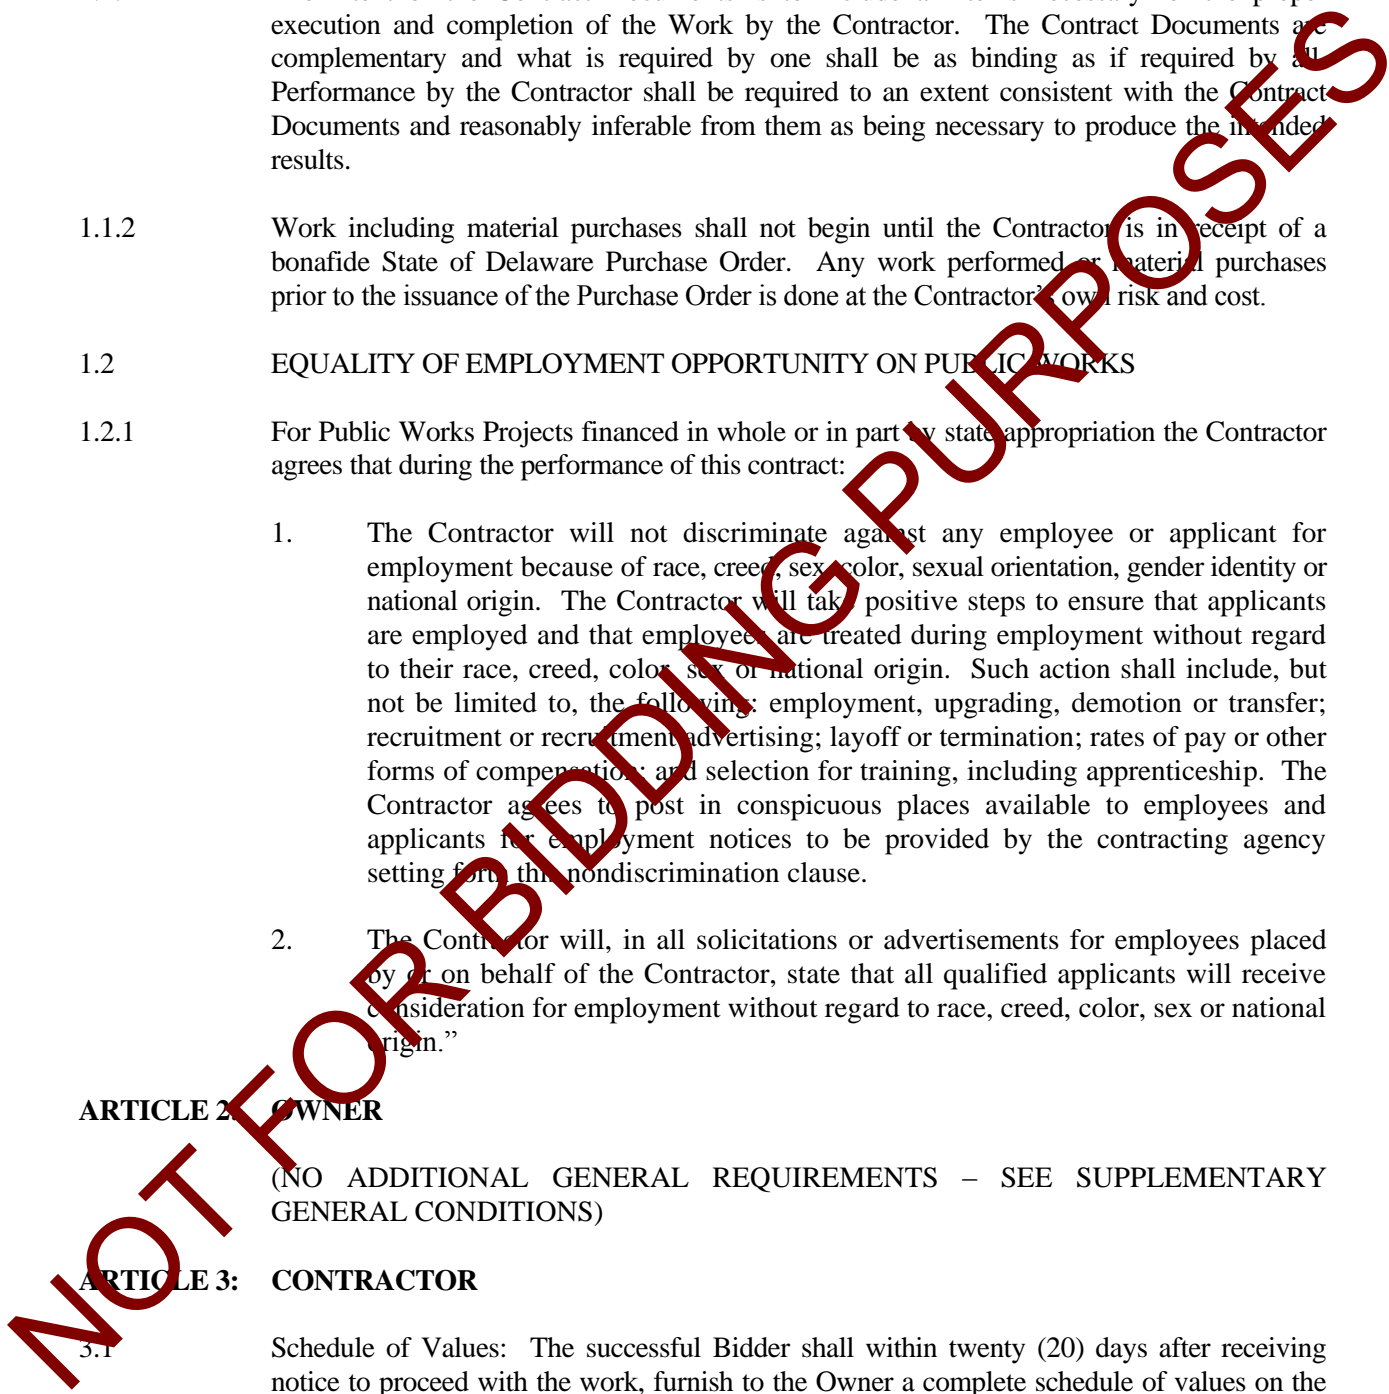 execution and completion of the Work by the Contractor. The Contract Documents are
complementary and what is required by one shall be as binding as if required by all.
Performance by the Contractor shall be required to an extent consistent with the Contract
Documents and reasonably inferable from them as being necessary to produce the intended
results.
1.1.2 Work including material purchases shall not begin until the Contractor is in receipt of a
bonafide State of Delaware Purchase Order. Any work performed or material purchases
prior to the issuance of the Purchase Order is done at the Contractor's own risk and cost.
1.2 EQUALITY OF EMPLOYMENT OPPORTUNITY ON PUBLIC WORKS
1.2.1 For Public Works Projects financed in whole or in part by state appropriation the Contractor
agrees that during the performance of this contract:
1. The Contractor will not discriminate against any employee or applicant for
employment because of race, creed, sex, color, sexual orientation, gender identity or
national origin. The Contractor will take positive steps to ensure that applicants
are employed and that employees are treated during employment without regard
to their race, creed, color, sex or national origin. Such action shall include, but
not be limited to, the following: employment, upgrading, demotion or transfer;
recruitment or recruitment advertising; layoff or termination; rates of pay or other
forms of compensation; and selection for training, including apprenticeship. The
Contractor agrees to post in conspicuous places available to employees and
applicants for employment notices to be provided by the contracting agency
setting forth this nondiscrimination clause.
2. The Contractor will, in all solicitations or advertisements for employees placed
by or on behalf of the Contractor, state that all qualified applicants will receive
consideration for employment without regard to race, creed, color, sex or national
origin.”
ARTICLE 2: OWNER
(NO ADDITIONAL GENERAL REQUIREMENTS – SEE SUPPLEMENTARY
GENERAL CONDITIONS)
ARTICLE 3: CONTRACTOR
3.1 Schedule of Values: The successful Bidder shall within twenty (20) days after receiving
notice to proceed with the work, furnish to the Owner a complete schedule of values on the
NOT FOR BIDDING PURPOSES